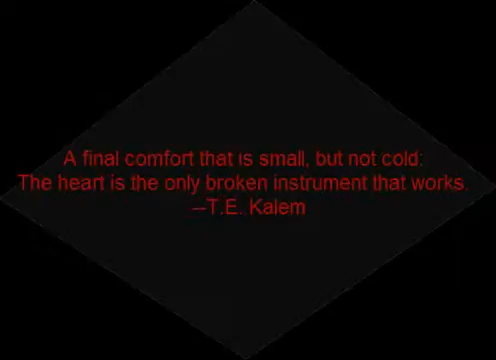 A final comfort that is small, but not cold:
The heart is the only broken instrument that works.
--T.E. Kalem